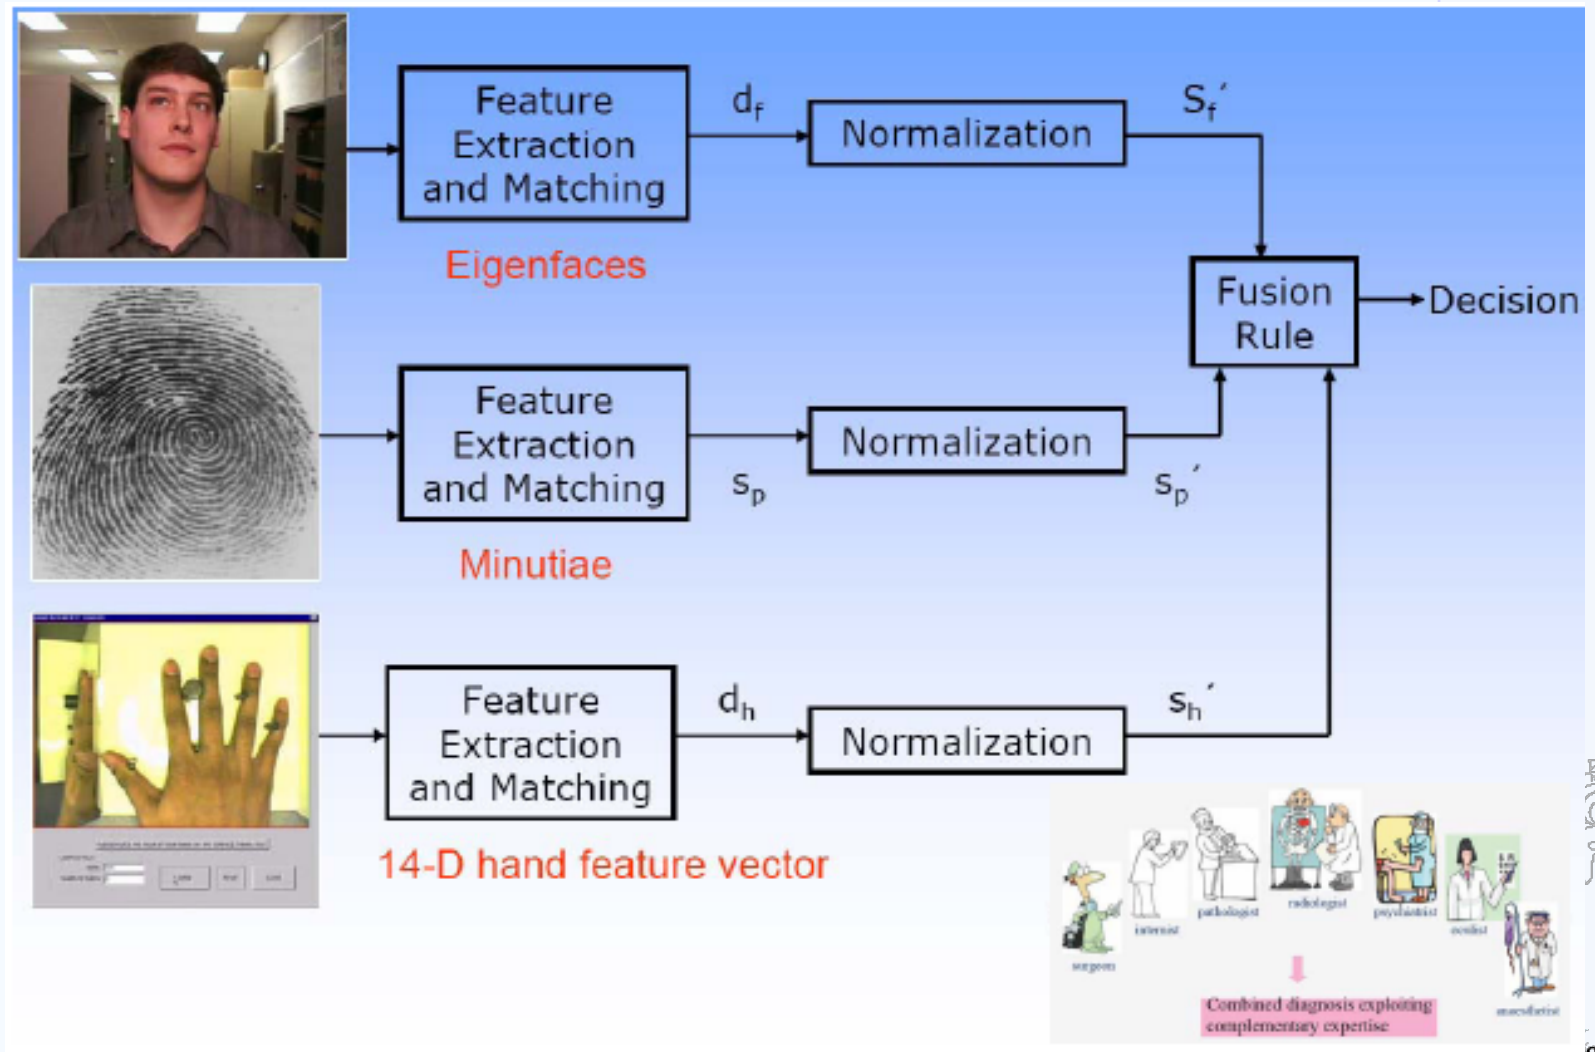 Feature
Extraction
and Matching
d_f
Normalization
S_f´
Eigenfaces
Fusion
Rule
Decision
Feature
Extraction
and Matching
s_p
Normalization
s_p´
Minutiae
Feature
Extraction
and Matching
d_h
Normalization
s_h´
14-D hand feature vector
surgeon
internist
pathologist
radiologist
psychiatrist
oculist
anaesthetist
Combined diagnosis exploiting
complementary expertise